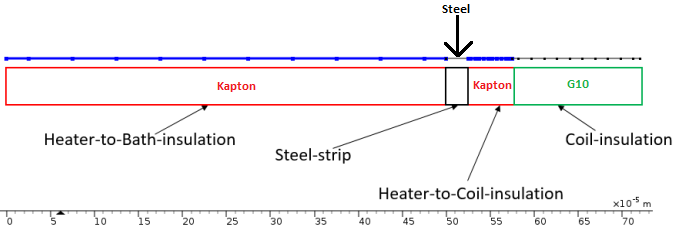 Steel
Kapton
Kapton
G10
Heater-to-Bath-insulation
Coil-insulation
Steel-strip
Heater-to-Coil-insulation
×10⁻⁵ m
0 5 10 15 20 25 30 35 40 45 50 55 60 65 70